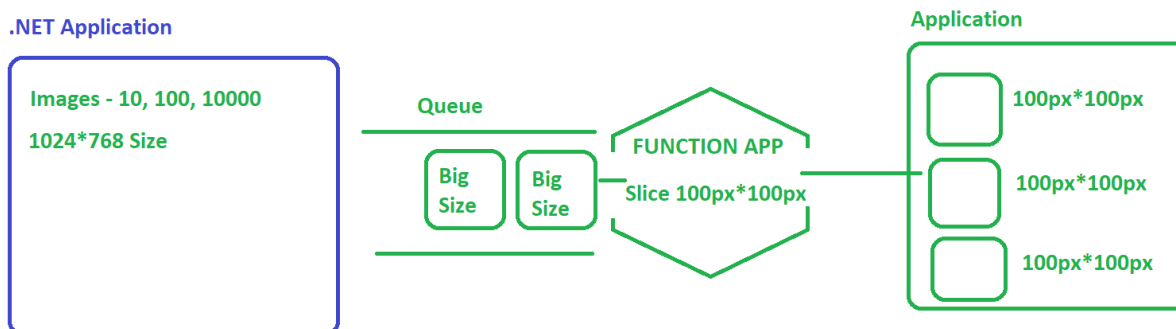 .NET Application
Images - 10, 100, 10000
1024*768 Size
Queue
Big
Size
Big
Size
FUNCTION APP
Slice 100px*100px
Application
100px*100px
100px*100px
100px*100px